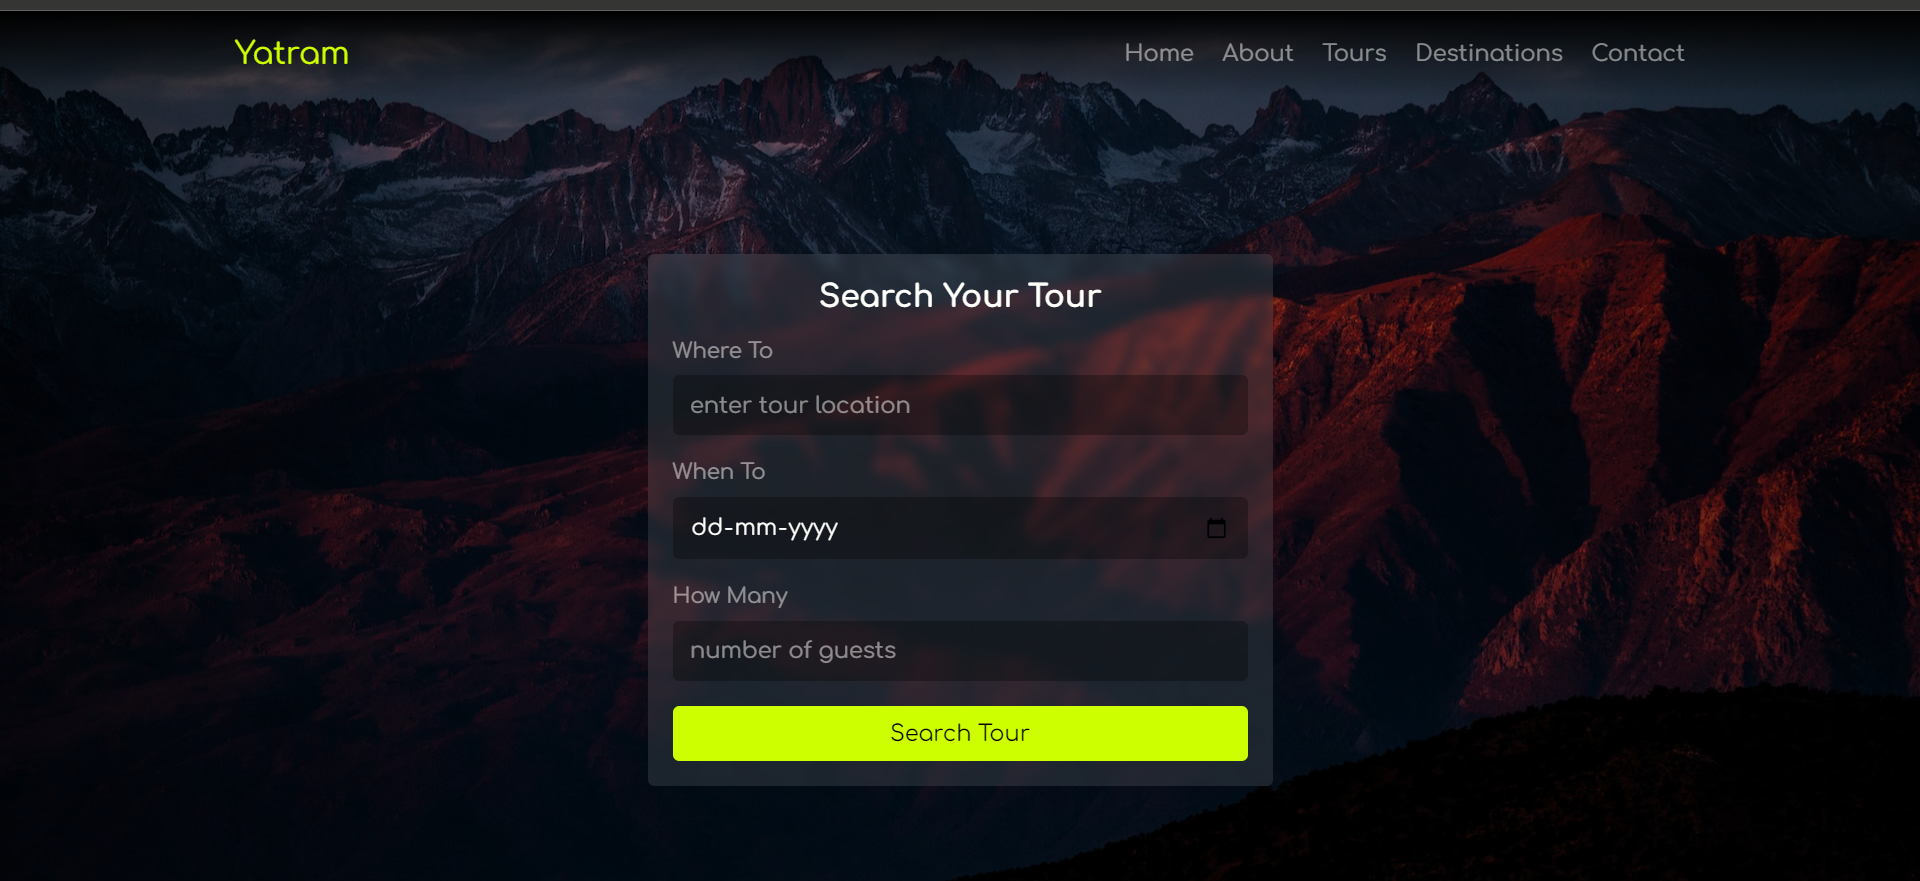 Yatram
Home About Tours Destinations Contact
Search Your Tour
Where To
enter tour location
When To
dd-mm-yyyy
How Many
number of guests
Search Tour